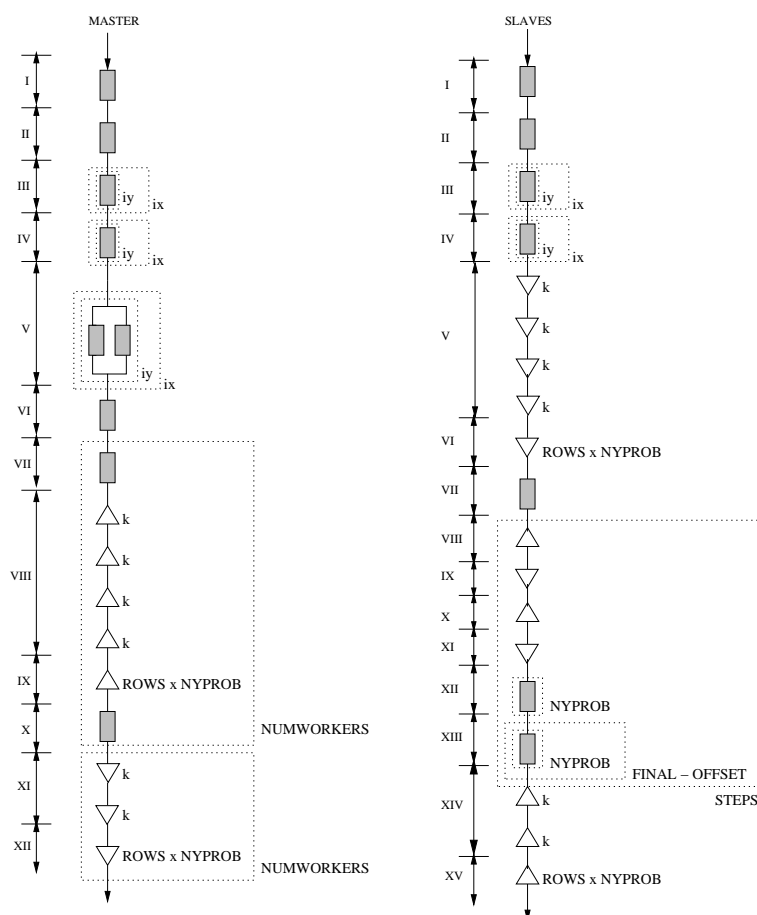 MASTER
I
II
III
iy
ix
IV
iy
ix
V
iy
ix
VI
VII
k
k
VIII
k
k
IX
ROWS x NYPROB
X
NUMWORKERS
k
XI
k
XII
ROWS x NYPROB
NUMWORKERS
SLAVES
I
II
III
iy
ix
IV
iy
ix
k
V
k
k
k
VI
ROWS x NYPROB
VII
VIII
IX
X
XI
XII
NYPROB
XIII
NYPROB
FINAL – OFFSET
STEPS
k
XIV
k
XV
ROWS x NYPROB